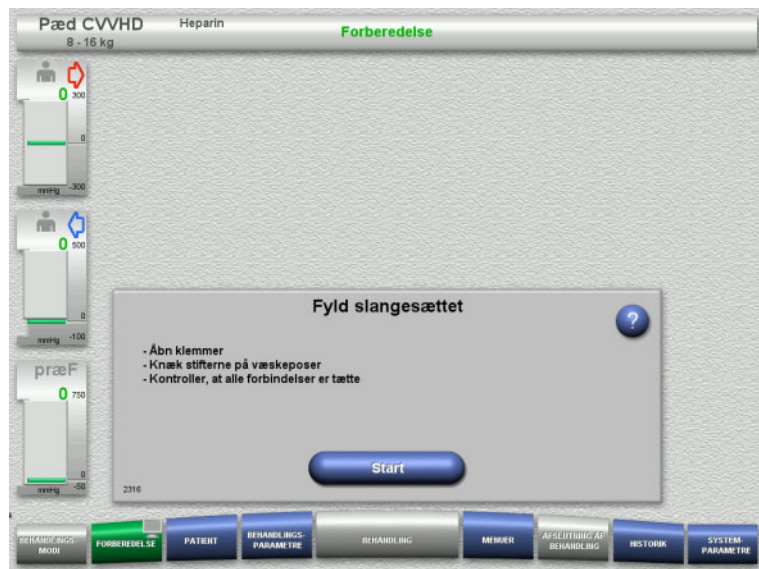 Pæd CVVHD
Heparin
Forberedelse
8 - 16 kg
0
300
0
-300
mmHg
0
500
0
-100
mmHg
præF
0
750
0
-50
mmHg
Fyld slangesættet
?
- Åbn klemmer
- Knæk stifterne på væskeposer
- Kontroller, at alle forbindelser er tætte
Start
2316
BEHANDLINGS-
MODI
FORBEREDELSE
PATIENT
BEHANDLINGS-
PARAMETRE
BEHANDLING
MENUER
AFSLUTNING AF
BEHANDLING
HISTORIK
SYSTEM-
PARAMETRE